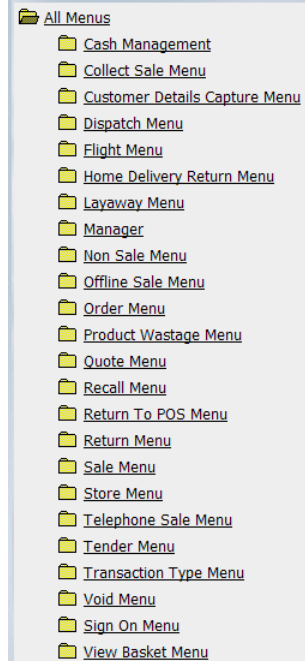 All Menus
Cash Management
Collect Sale Menu
Customer Details Capture Menu
Dispatch Menu
Flight Menu
Home Delivery Return Menu
Layaway Menu
Manager
Non Sale Menu
Offline Sale Menu
Order Menu
Product Wastage Menu
Quote Menu
Recall Menu
Return To POS Menu
Return Menu
Sale Menu
Store Menu
Telephone Sale Menu
Tender Menu
Transaction Type Menu
Void Menu
Sign On Menu
View Basket Menu